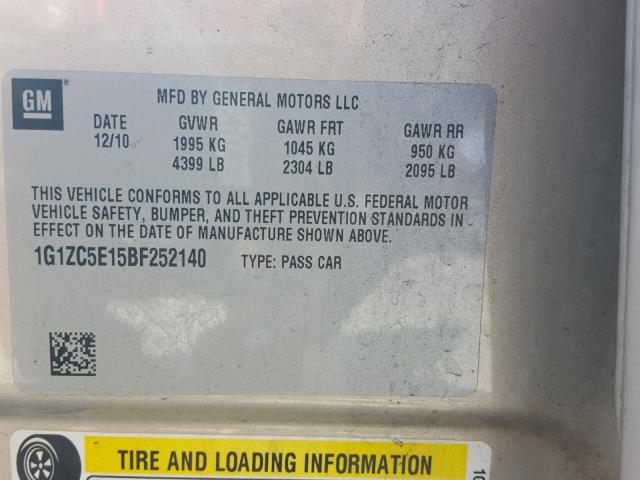 GM ® MFD BY GENERAL MOTORS LLC
DATE GVWR GAWR FRT GAWR RR
12/10 1995 KG 1045 KG 950 KG
4399 LB 2304 LB 2095 LB
THIS VEHICLE CONFORMS TO ALL APPLICABLE U.S. FEDERAL MOTOR
VEHICLE SAFETY, BUMPER, AND THEFT PREVENTION STANDARDS IN
EFFECT ON THE DATE OF MANUFACTURE SHOWN ABOVE.
1G1ZC5E15BF252140 TYPE: PASS CAR
TIRE AND LOADING INFORMATION